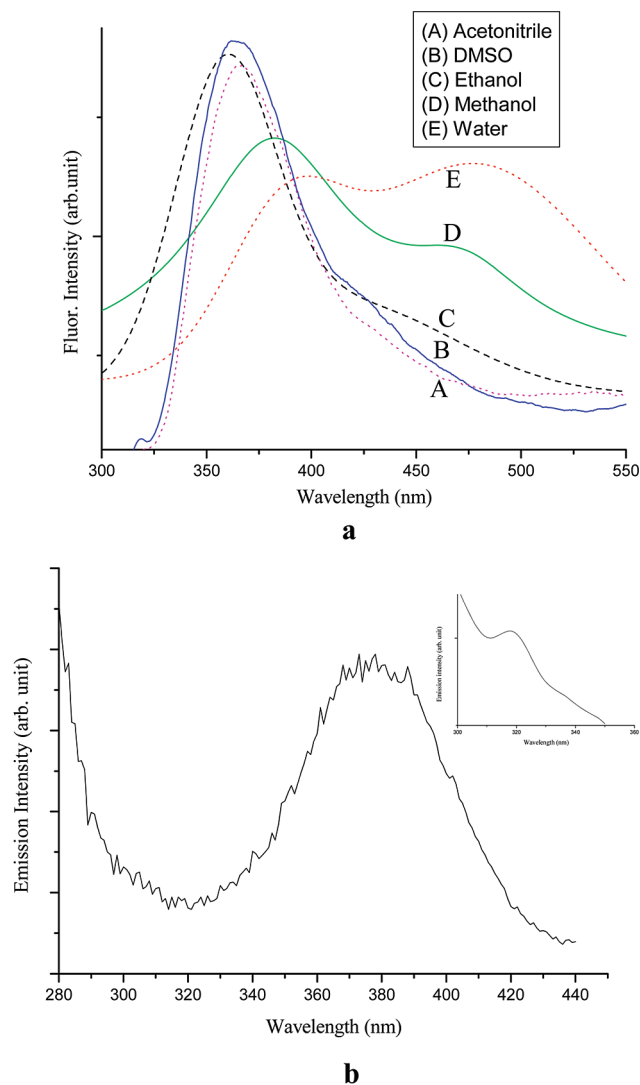 (A) Acetonitrile
(B) DMSO
(C) Ethanol
(D) Methanol
(E) Water
Fluor. Intensity (arb.unit)
E
D
C
B
A
300 350 400 450 500 550
Wavelength (nm)
a
Emission Intensity (arb. unit)
Emission intensity (arb. unit)
300 320 340 360
Wavelength (nm)
280 300 320 340 360 380 400 420 440
Wavelength (nm)
b